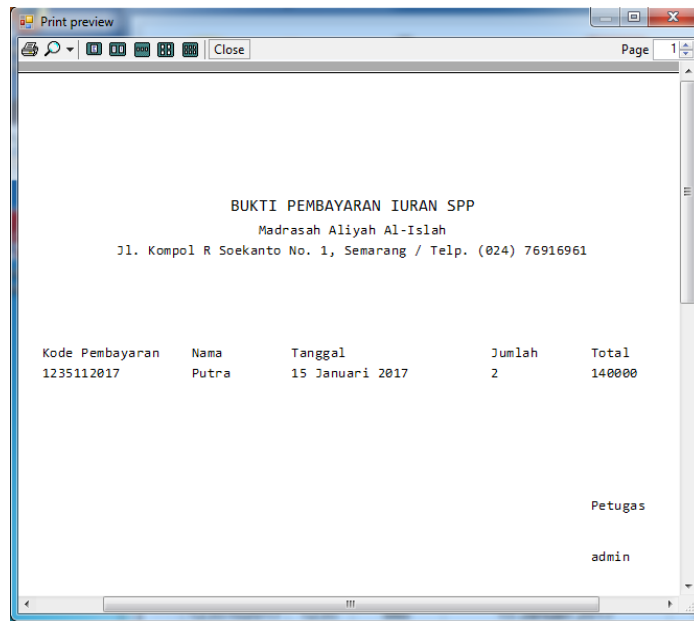 Print preview
Close Page 1
BUKTI PEMBAYARAN IURAN SPP
Madrasah Aliyah Al-Islah
Jl. Kompol R Soekanto No. 1, Semarang / Telp. (024) 76916961
Kode Pembayaran Nama Tanggal Jumlah Total
1235112017 Putra 15 Januari 2017 2 140000
Petugas
admin